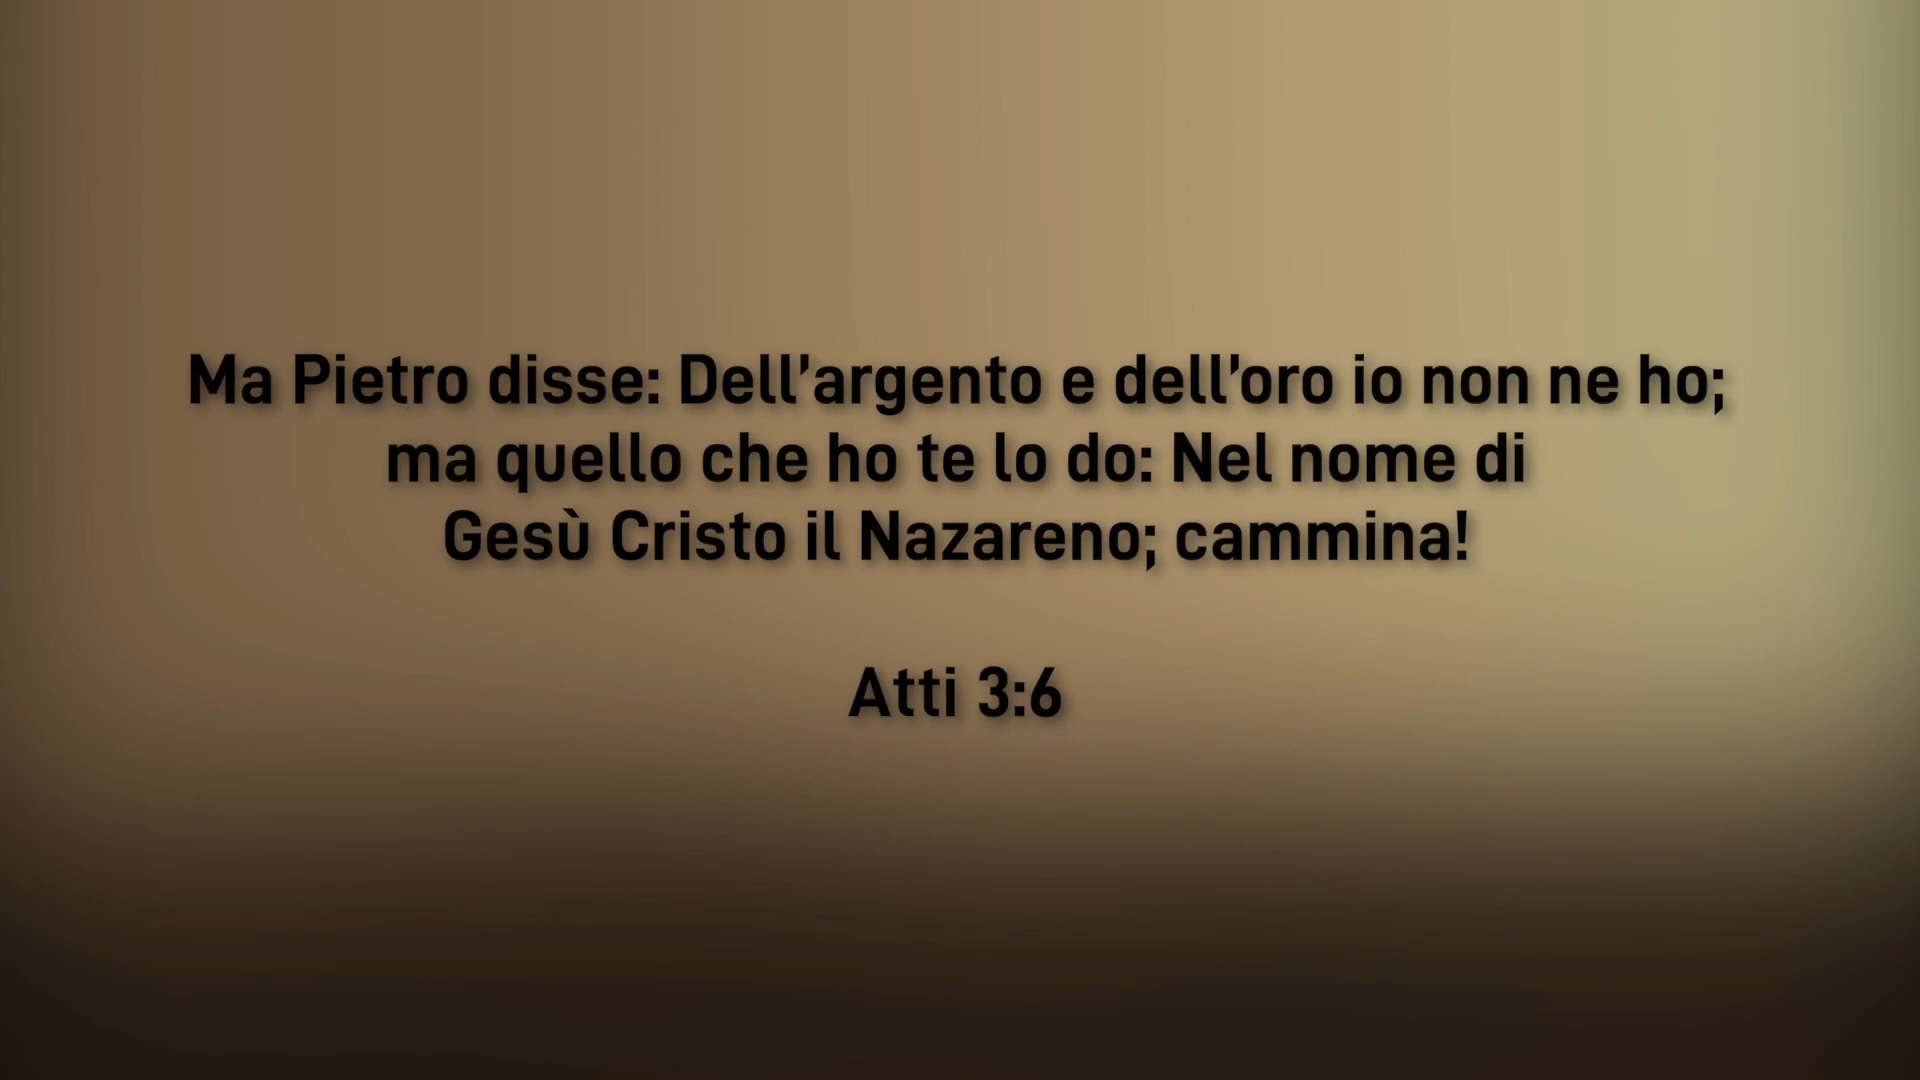 Ma Pietro disse: Dell’argento e dell’oro io non ne ho;
ma quello che ho te lo do: Nel nome di
Gesù Cristo il Nazareno; cammina!
Atti 3:6